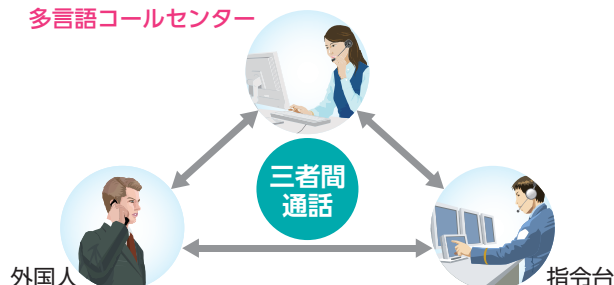 多言語コールセンター
三者間
通話
外国人
指令台